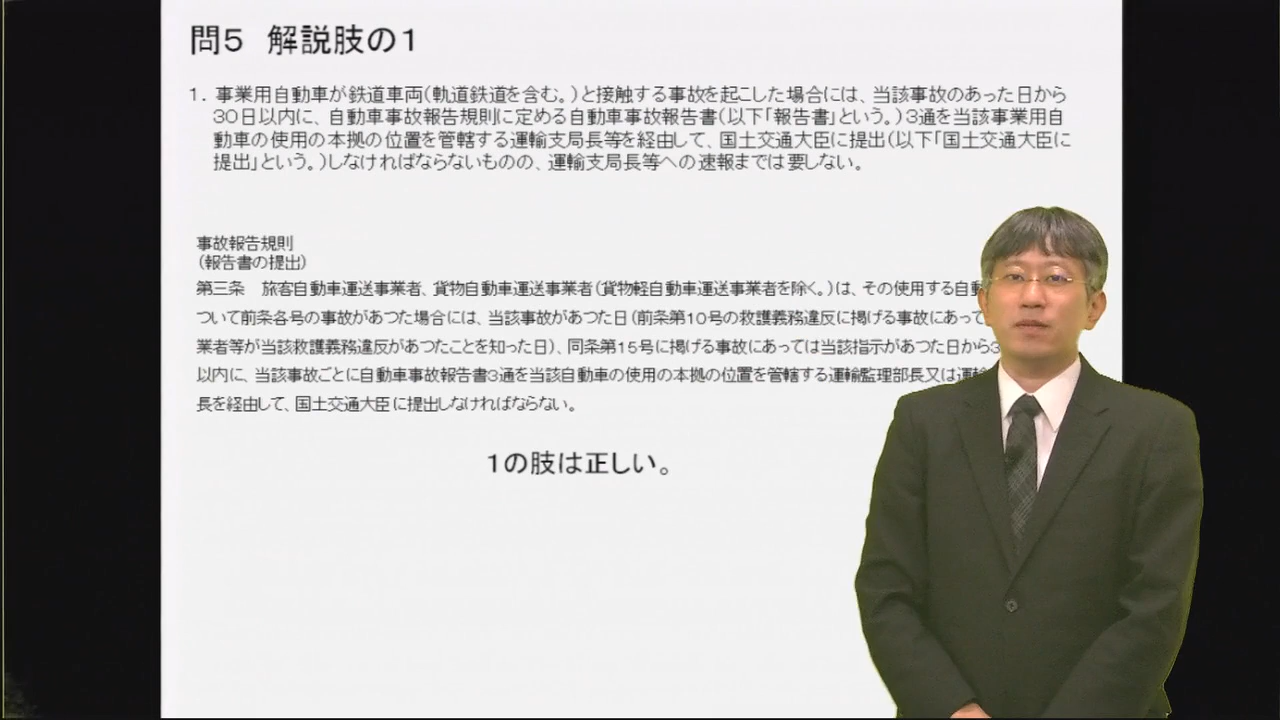 問５　解説肢の１
１．事業用自動車が鉄道車両（軌道鉄道を含む。）と接触する事故を起こした場合には、当該事故のあった日から
３０日以内に、自動車事故報告規則に定める自動車事故報告書（以下「報告書」という。）３通を当該事業用自
動車の使用の本拠の位置を管轄する運輸支局長等を経由して、国土交通大臣に提出（以下「国土交通大臣に
提出」という。）しなければならないものの、運輸支局長等への速報までは要しない。
事故報告規則
（報告書の提出）
第三条　旅客自動車運送事業者、貨物自動車運送事業者（貨物軽自動車運送事業者を除く。）は、その使用する自動
ついて前条各号の事故があつた場合には、当該事故があつた日（前条第１０号の救護義務違反に掲げる事故にあって
業者等が当該救護義務違反があつたことを知った日）、同条第１５号に掲げる事故にあっては当該指示があつた日から３
以内に、当該事故ごとに自動車事故報告書３通を当該自動車の使用の本拠の位置を管轄する運輸監理部長又は運輸
長を経由して、国土交通大臣に提出しなければならない。
１の肢は正しい。